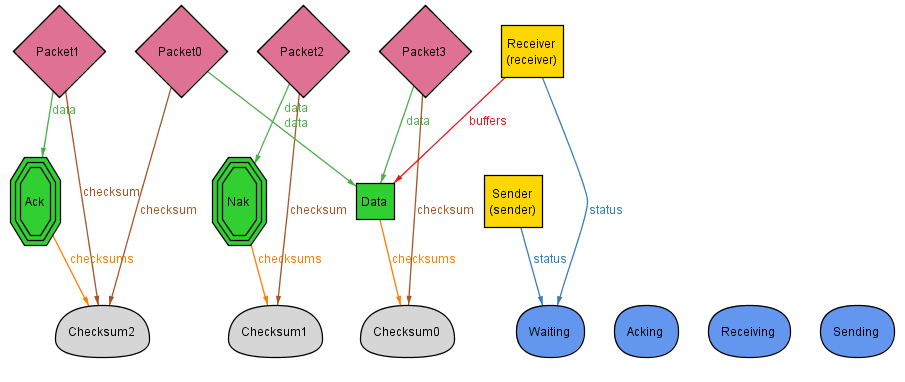 Packet1
Packet0
Packet2
Packet3
Receiver
(receiver)
data
data
data
data
buffers
checksum
checksum
checksum
checksum
Ack
Nak
Data
Sender
(sender)
status
checksums
checksums
checksums
status
Checksum2
Checksum1
Checksum0
Waiting
Acking
Receiving
Sending